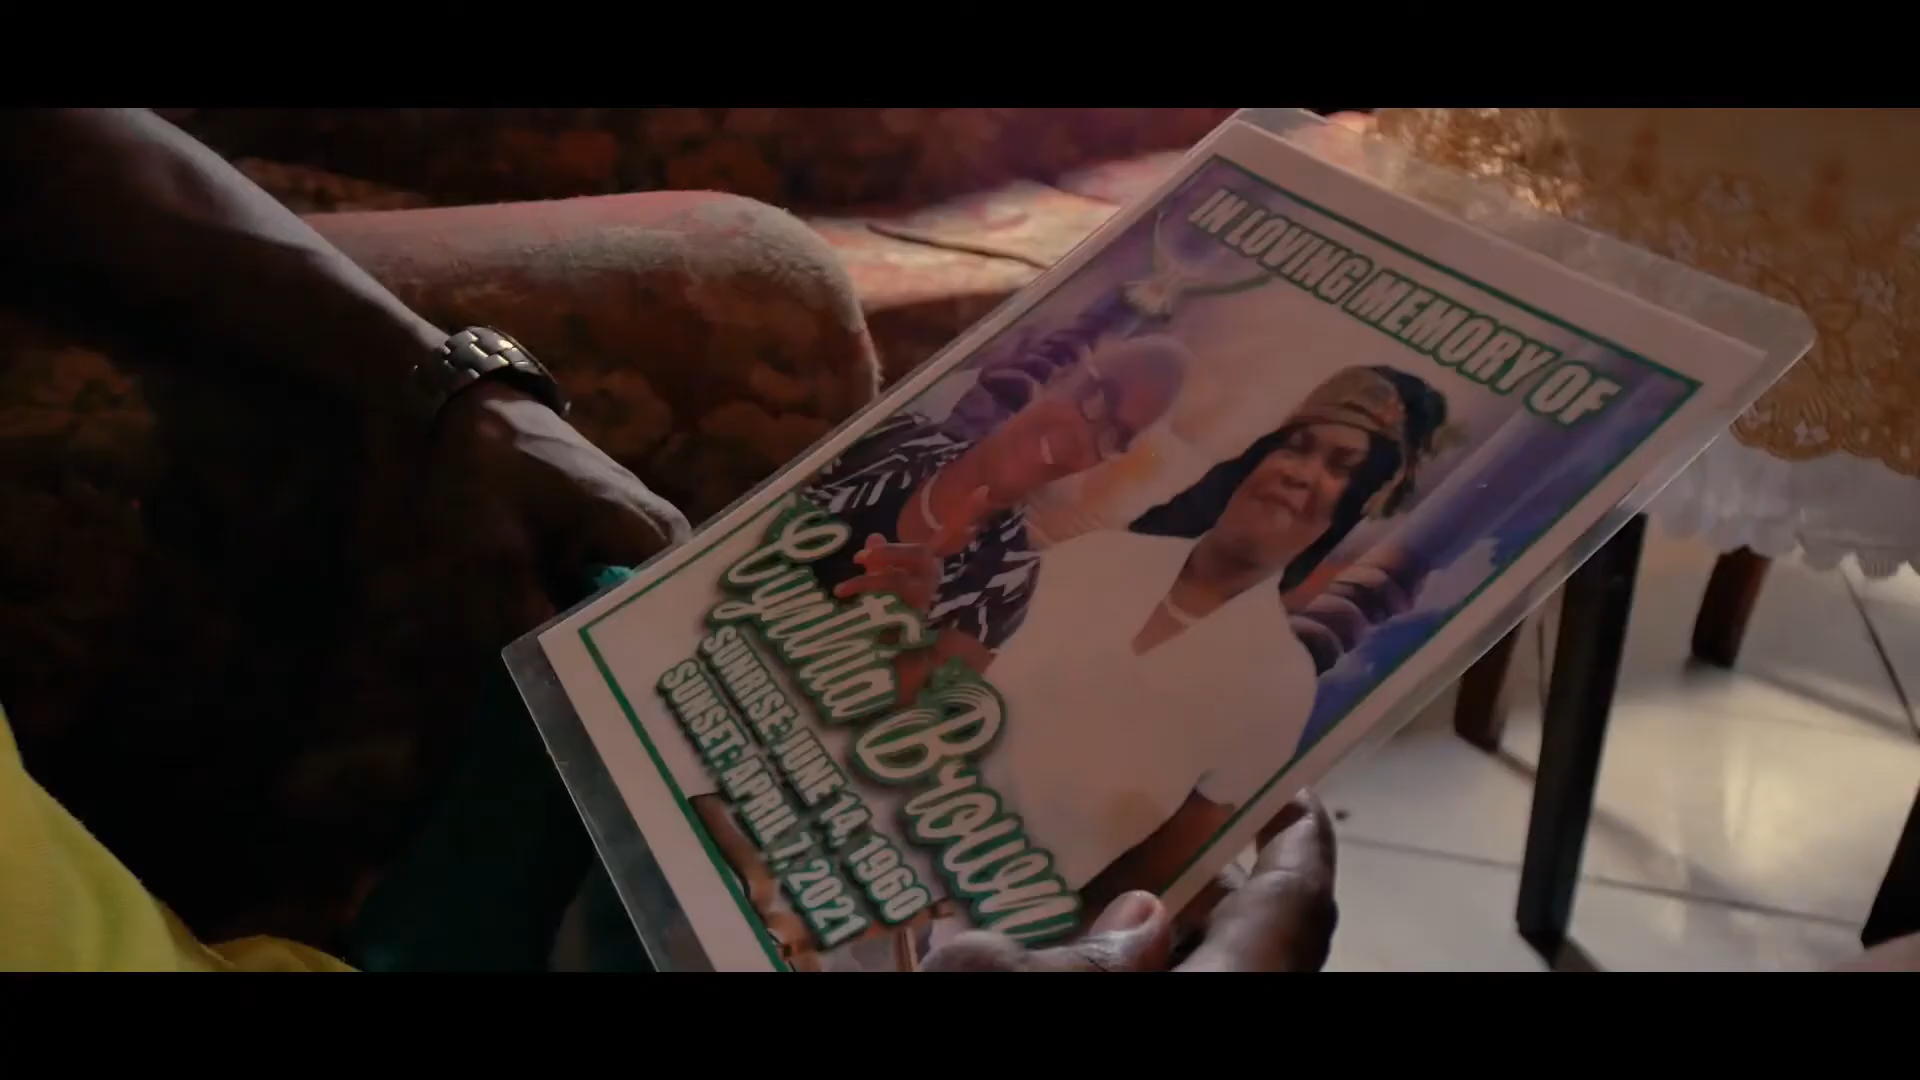 IN LOVING MEMORY OF
Cynthia Brown
SUNRISE: JUNE 14, 1960
SUNSET: APRIL 7, 2021